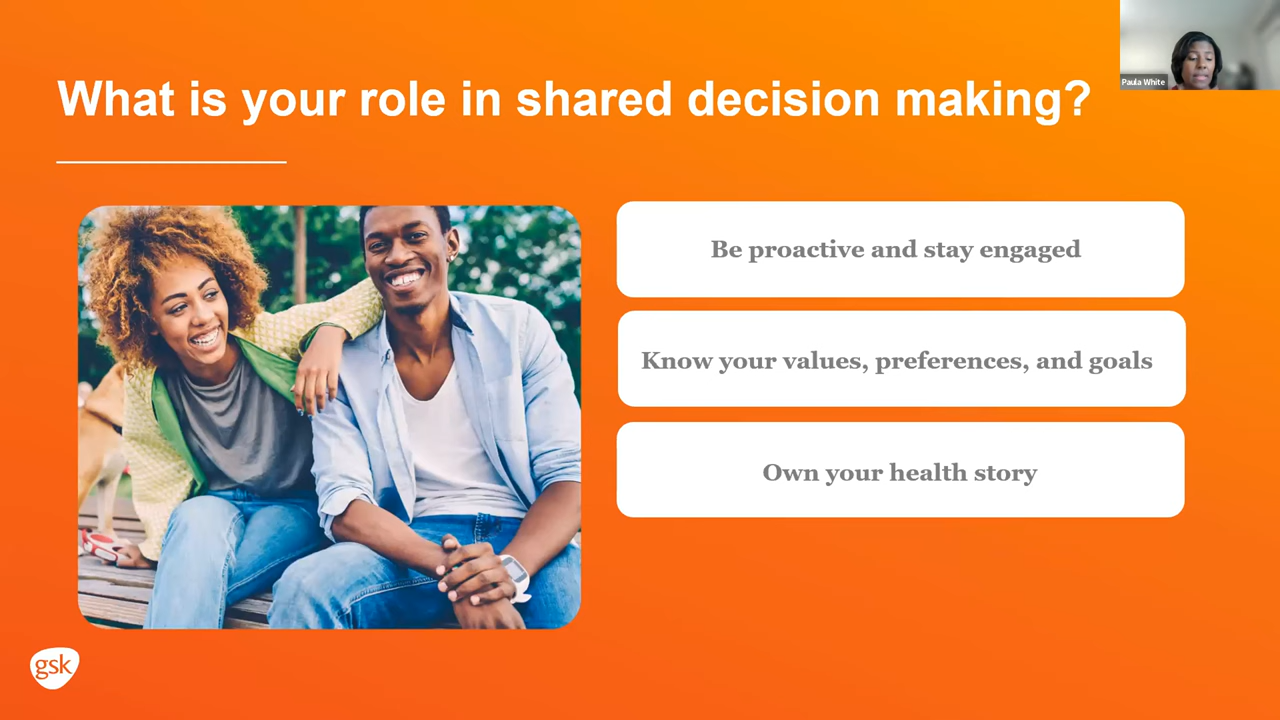 Paula White
What is your role in shared decision making?
Be proactive and stay engaged
Know your values, preferences, and goals
Own your health story
gsk